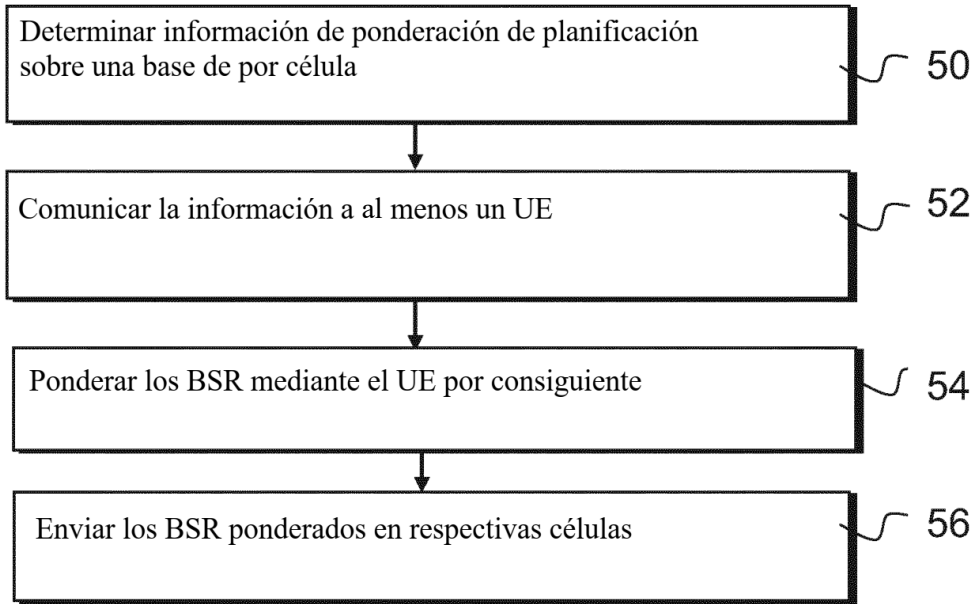 Determinar información de ponderación de planificación
sobre una base de por célula
50
Comunicar la información a al menos un UE
52
Ponderar los BSR mediante el UE por consiguiente
54
Enviar los BSR ponderados en respectivas células
56